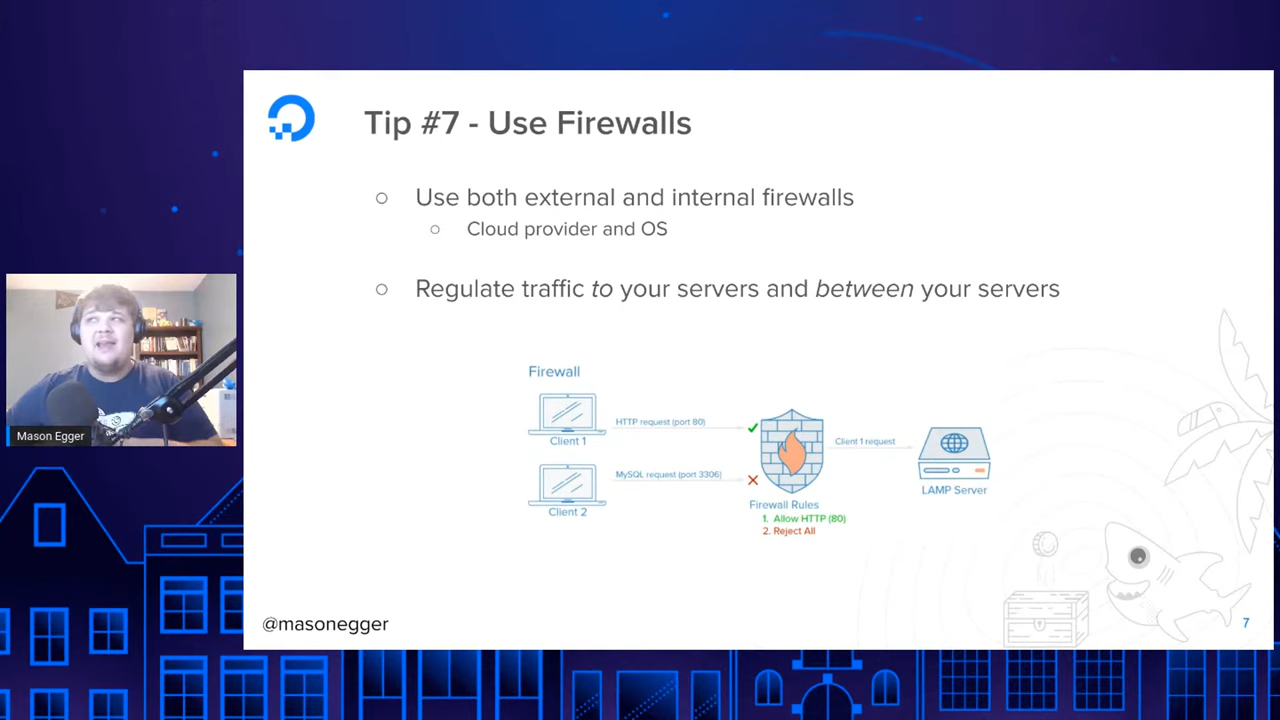 Tip #7 - Use Firewalls
Use both external and internal firewalls
Cloud provider and OS
Regulate traffic to your servers and between your servers
Firewall
HTTP request (port 80)
Client 1 request
Client 1
MySQL request (port 3306)
LAMP Server
Client 2
Firewall Rules
1. Allow HTTP (80)
2. Reject All
Mason Egger
@masonegger
7